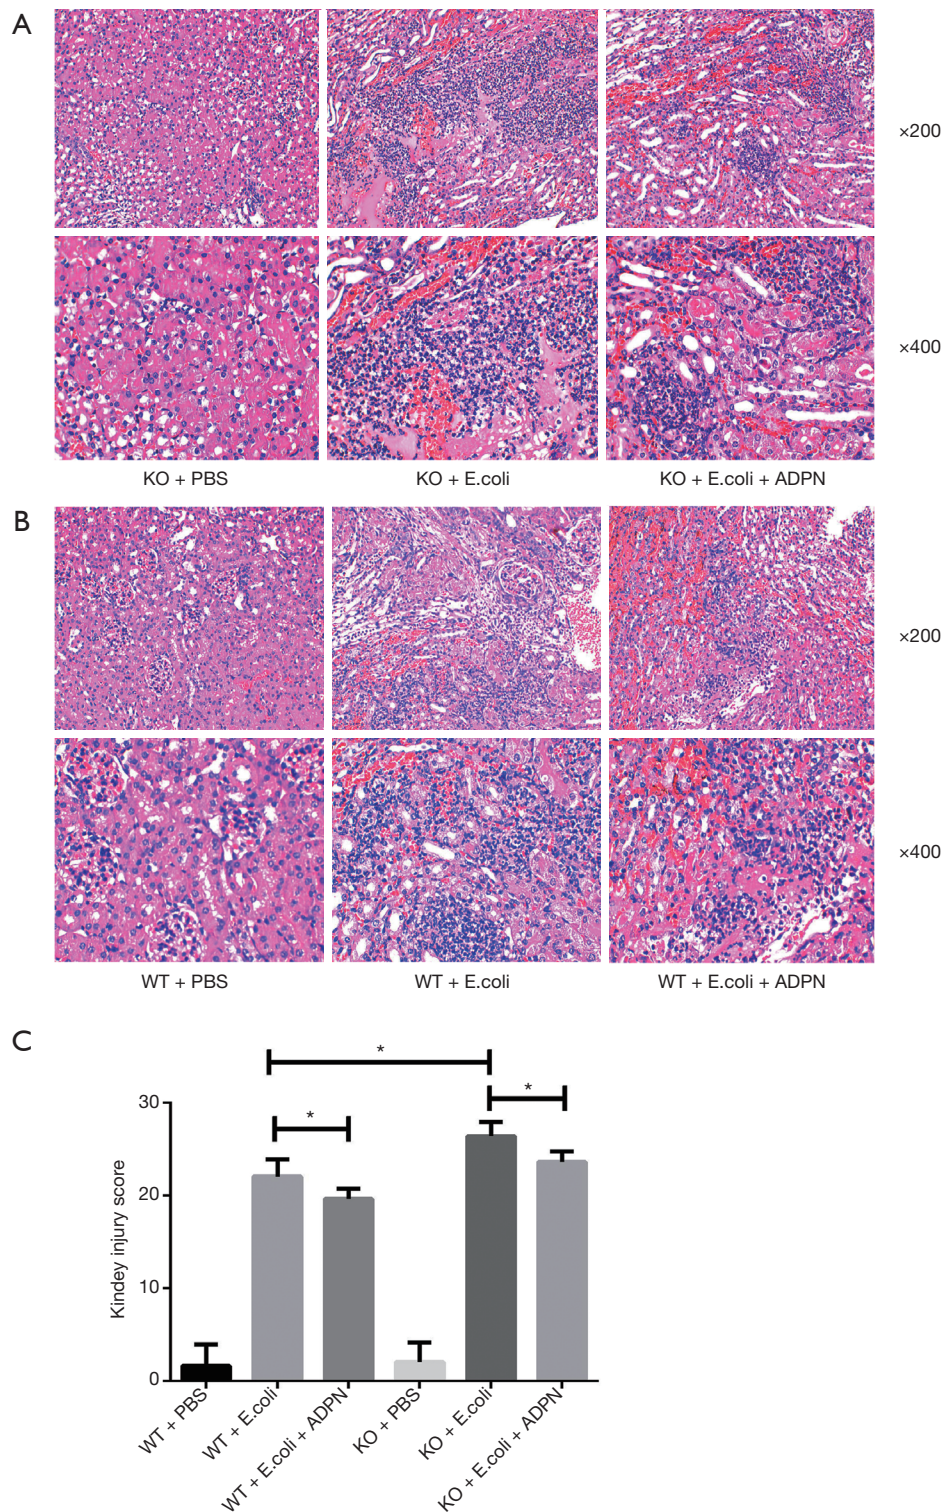 A
×200
×400
KO + PBS
KO + E.coli
KO + E.coli + ADPN
B
×200
×400
WT + PBS
WT + E.coli
WT + E.coli + ADPN
C
*
*
*
30
20
10
0
Kindey injury score
WT + PBS
WT + E.coli
WT + E.coli + ADPN
KO + PBS
KO + E.coli
KO + E.coli + ADPN